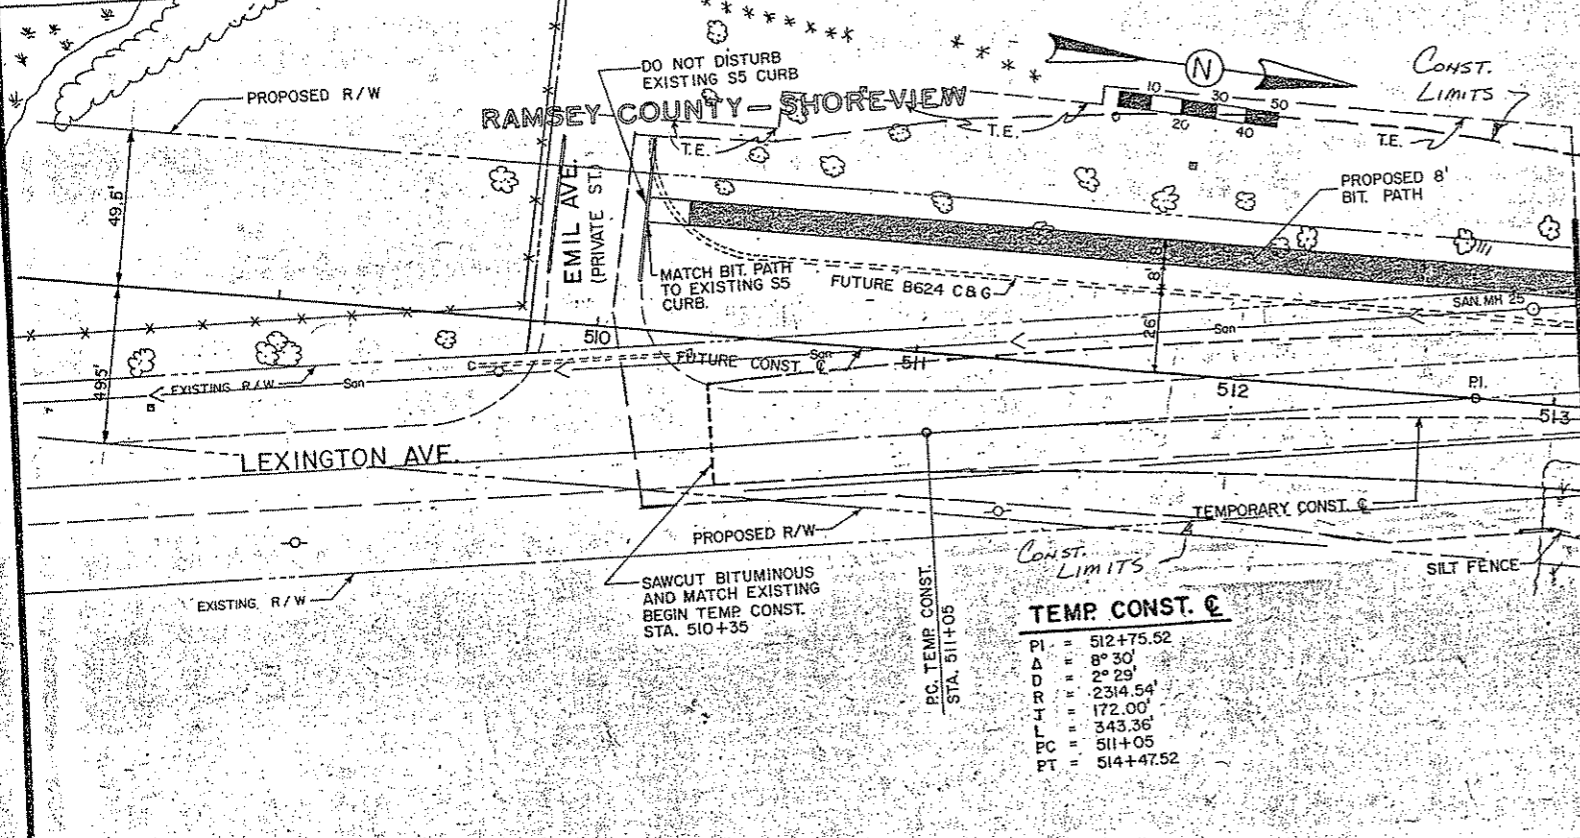 DO NOT DISTURB
EXISTING S5 CURB
PROPOSED R/W
RAMSEY COUNTY — SHOREVIEW
T.E.
T.E.
T.E.
N
0
10
20
30
40
50
CONST.
LIMITS
PROPOSED 8'
BIT. PATH
49.5'
49.5'
EMIL AVE.
(PRIVATE ST.)
MATCH BIT. PATH
TO EXISTING S5
CURB.
FUTURE B624 C&G
8'
8'
26'
SAN. MH 25
San
San
San
510
511
512
513
FUTURE CONST. ℄
EXISTING R/W
P.I.
LEXINGTON AVE.
PROPOSED R/W
TEMPORARY CONST. ℄
CONST.
LIMITS
SILT FENCE
EXISTING R/W
SAWCUT BITUMINOUS
AND MATCH EXISTING
BEGIN TEMP. CONST.
STA. 510+35
P.C. TEMP. CONST.
STA. 511+05
TEMP. CONST. ℄
PI = 512+75.52
Δ = 8° 30'
D = 2° 29'
R = 2314.54'
T = 172.00'
L = 343.36'
PC = 511+05
PT = 514+47.52